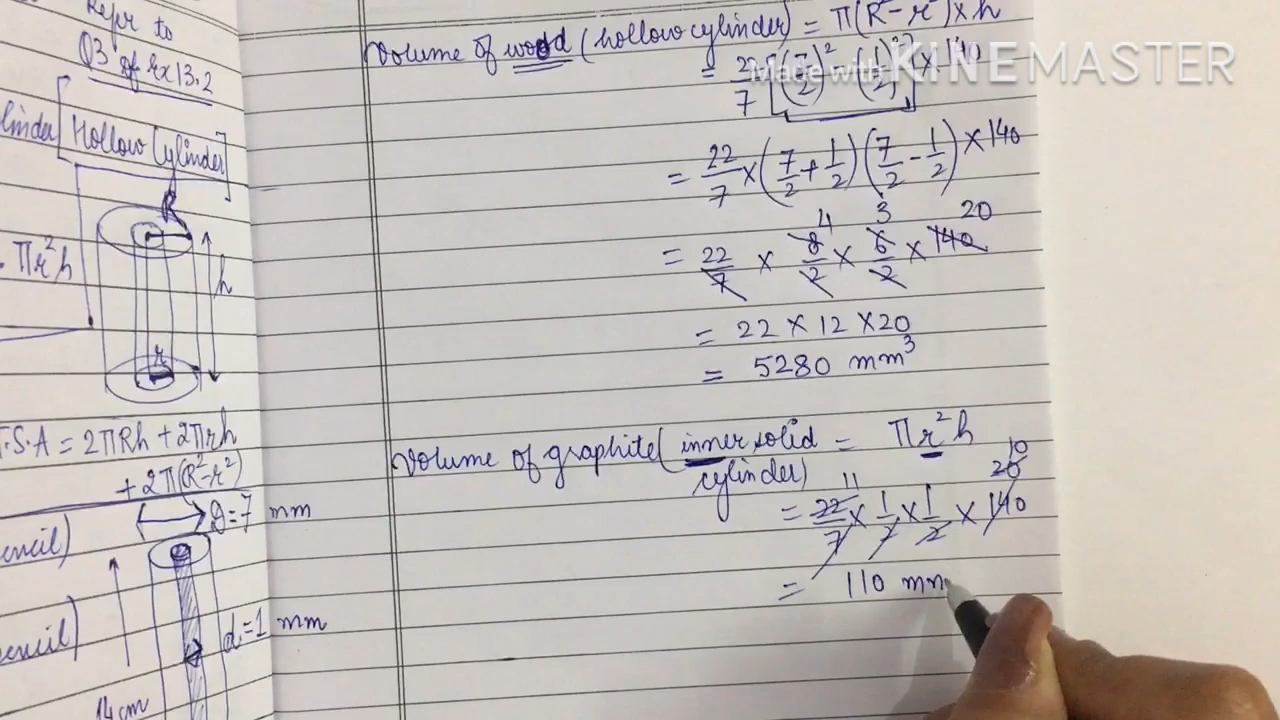 Refr to
Q3 of Ex 13.2
linder [Hollow Cylinder]
R
πr²h
h
r
T.S.A = 2πRh + 2πrh
+ 2π(R²-r²)
D=7 mm
encil)
d=1 mm
encil)
14cm
Volume of wood (hollow cylinder) = π(R²-r²)×h
= 22/7 [(7/2)² - (1/2)²] × 140
= 22/7 × (7/2 + 1/2) (7/2 - 1/2) × 140
4 3 20
= 22/7 × 8/2 × 6/2 × 140
= 22 × 12 × 20
= 5280 mm³
Volume of graphite (inner solid = πr²h
cylinder)
10
11 20
= 22/7 × 1/2 × 1/2 × 140
= 110 mm
Made with KINEMASTER